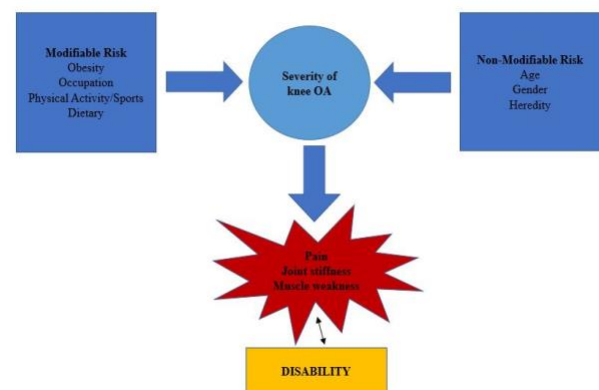 Modifiable Risk
Obesity
Occupation
Physical Activity/Sports
Dietary
Severity of
knee OA
Non-Modifiable Risk
Age
Gender
Heredity
Pain
Joint stiffness
Muscle weakness
DISABILITY